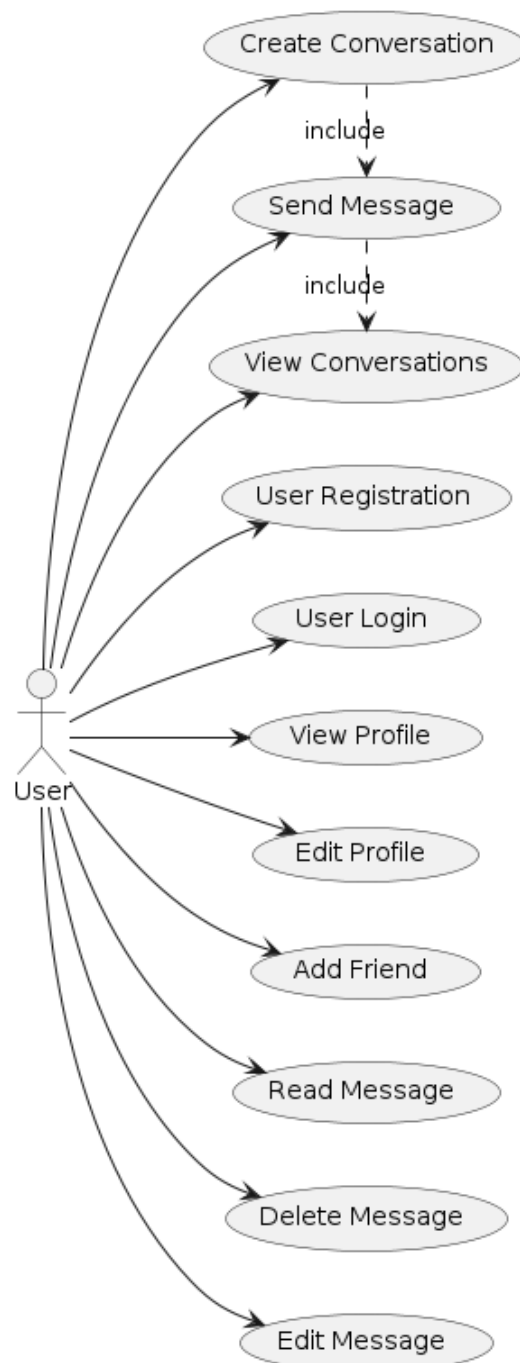 Create Conversation
include
Send Message
include
View Conversations
User Registration
User Login
View Profile
User
Edit Profile
Add Friend
Read Message
Delete Message
Edit Message